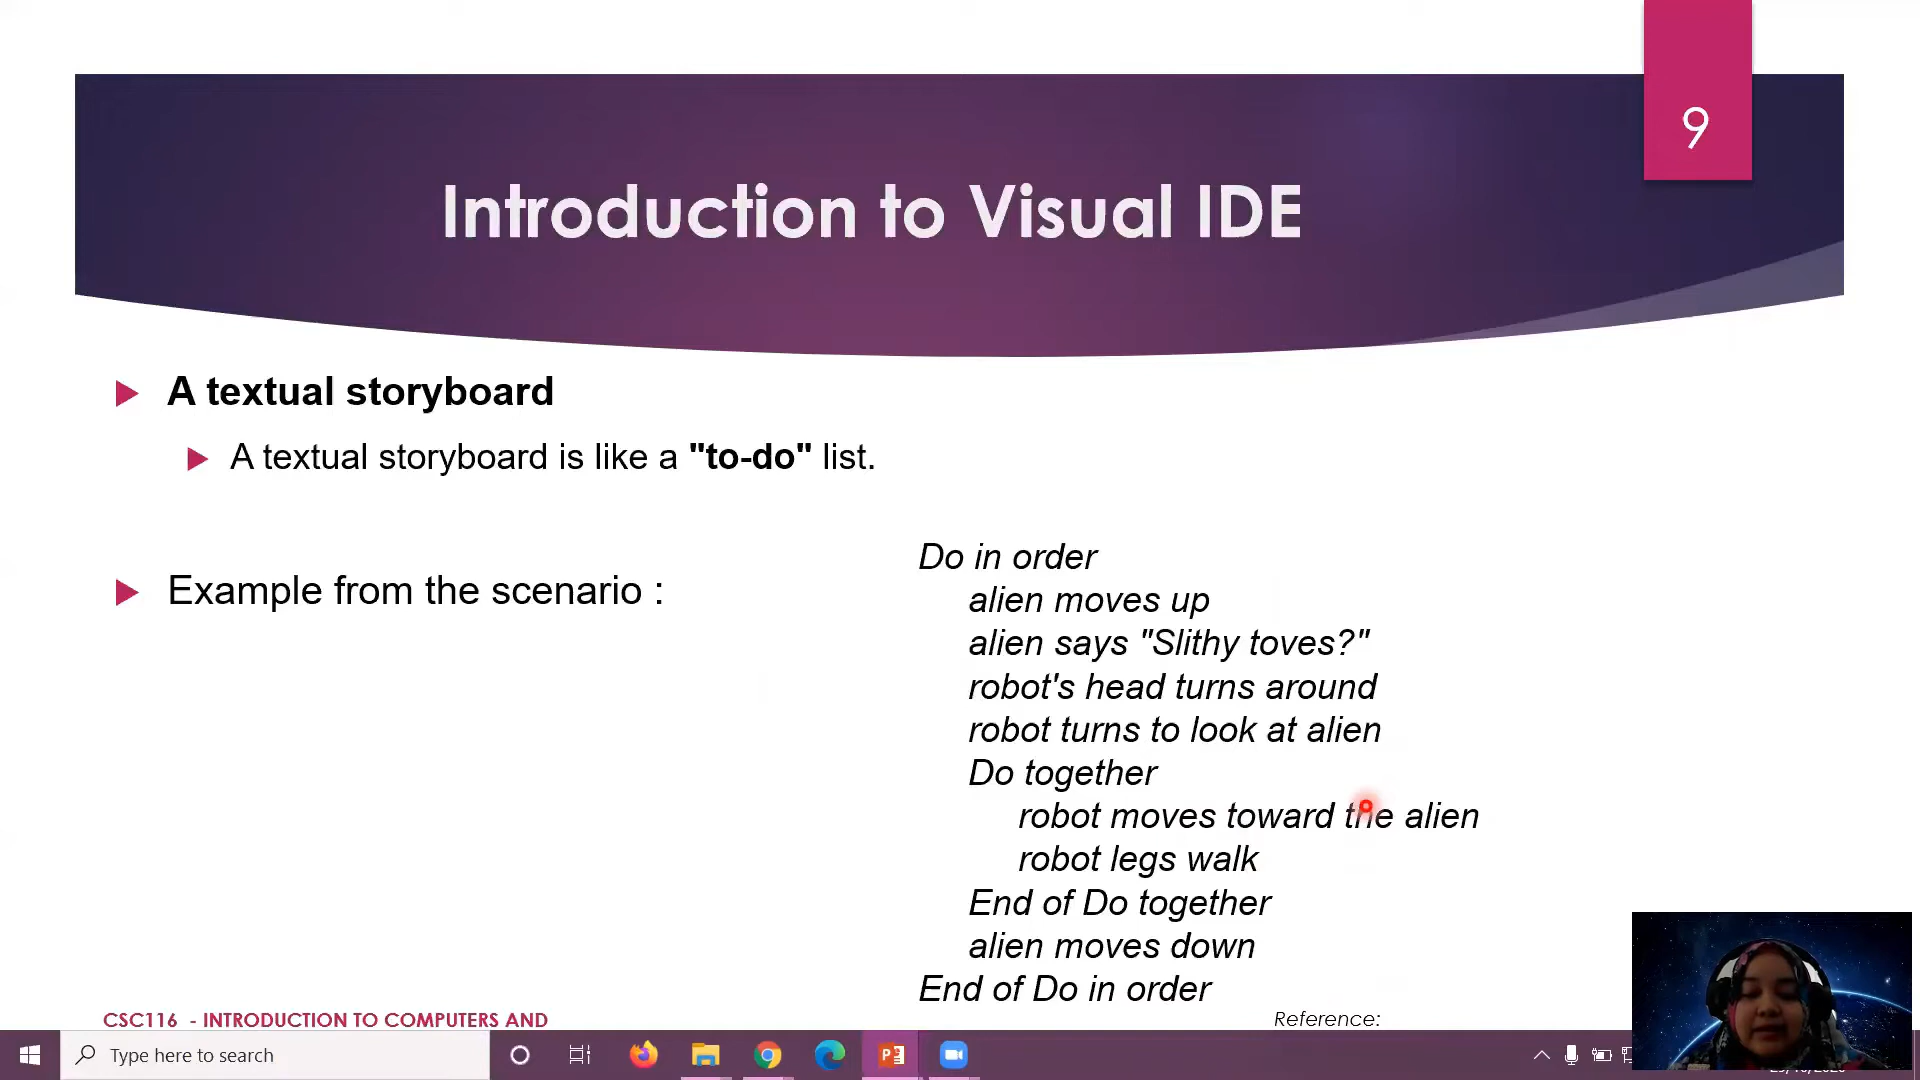 9
Introduction to Visual IDE
A textual storyboard
A textual storyboard is like a "to-do" list.
Example from the scenario :
Do in order
alien moves up
alien says "Slithy toves?"
robot's head turns around
robot turns to look at alien
Do together
robot moves toward the alien
robot legs walk
End of Do together
alien moves down
End of Do in order
CSC116 - INTRODUCTION TO COMPUTERS AND
Reference:
Type here to search